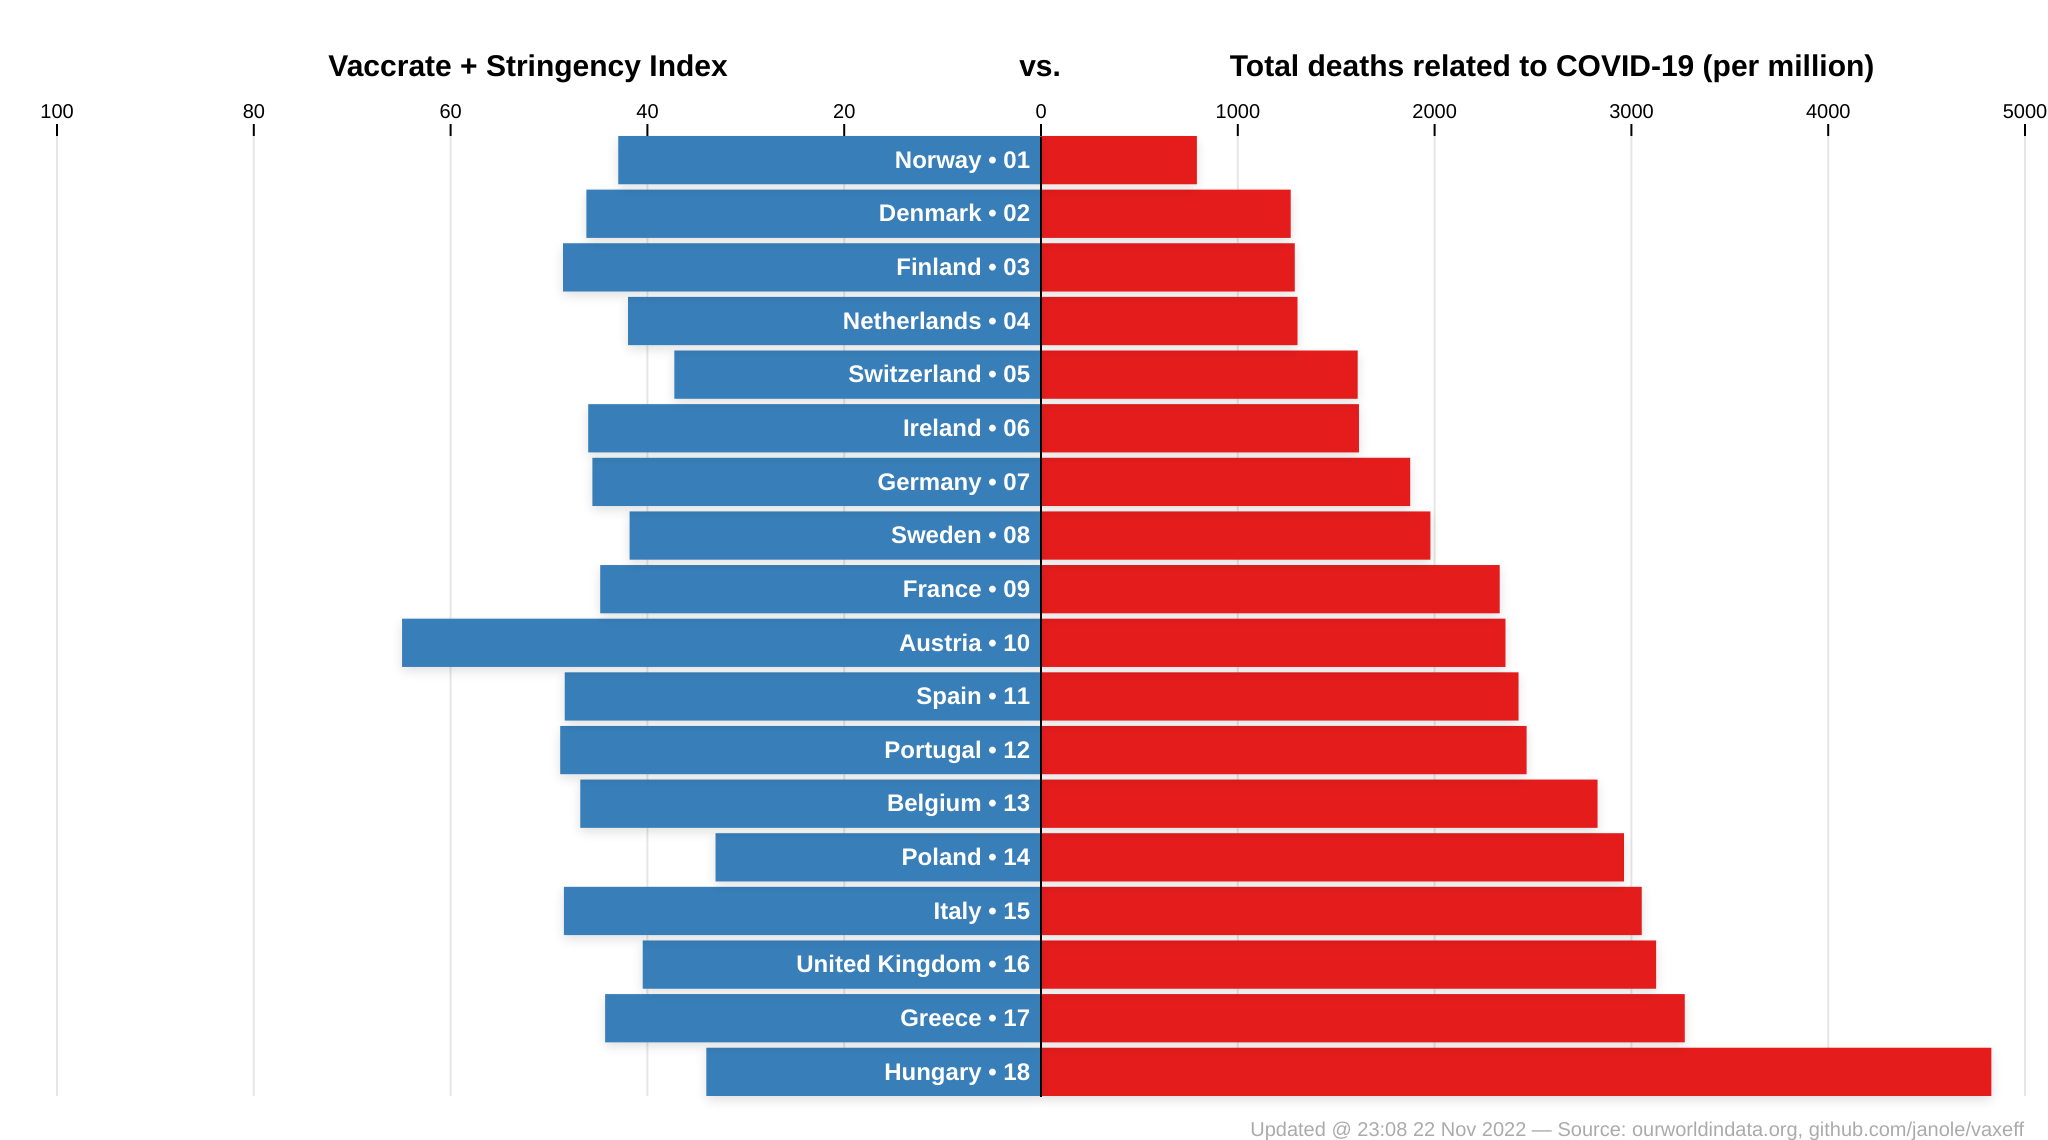 Vaccrate + Stringency Index vs. Total deaths related to COVID-19 (per million)
100 80 60 40 20 0 1000 2000 3000 4000 5000
Norway • 01
Denmark • 02
Finland • 03
Netherlands • 04
Switzerland • 05
Ireland • 06
Germany • 07
Sweden • 08
France • 09
Austria • 10
Spain • 11
Portugal • 12
Belgium • 13
Poland • 14
Italy • 15
United Kingdom • 16
Greece • 17
Hungary • 18
Updated @ 23:08 22 Nov 2022 — Source: ourworldindata.org, github.com/janole/vaxeff